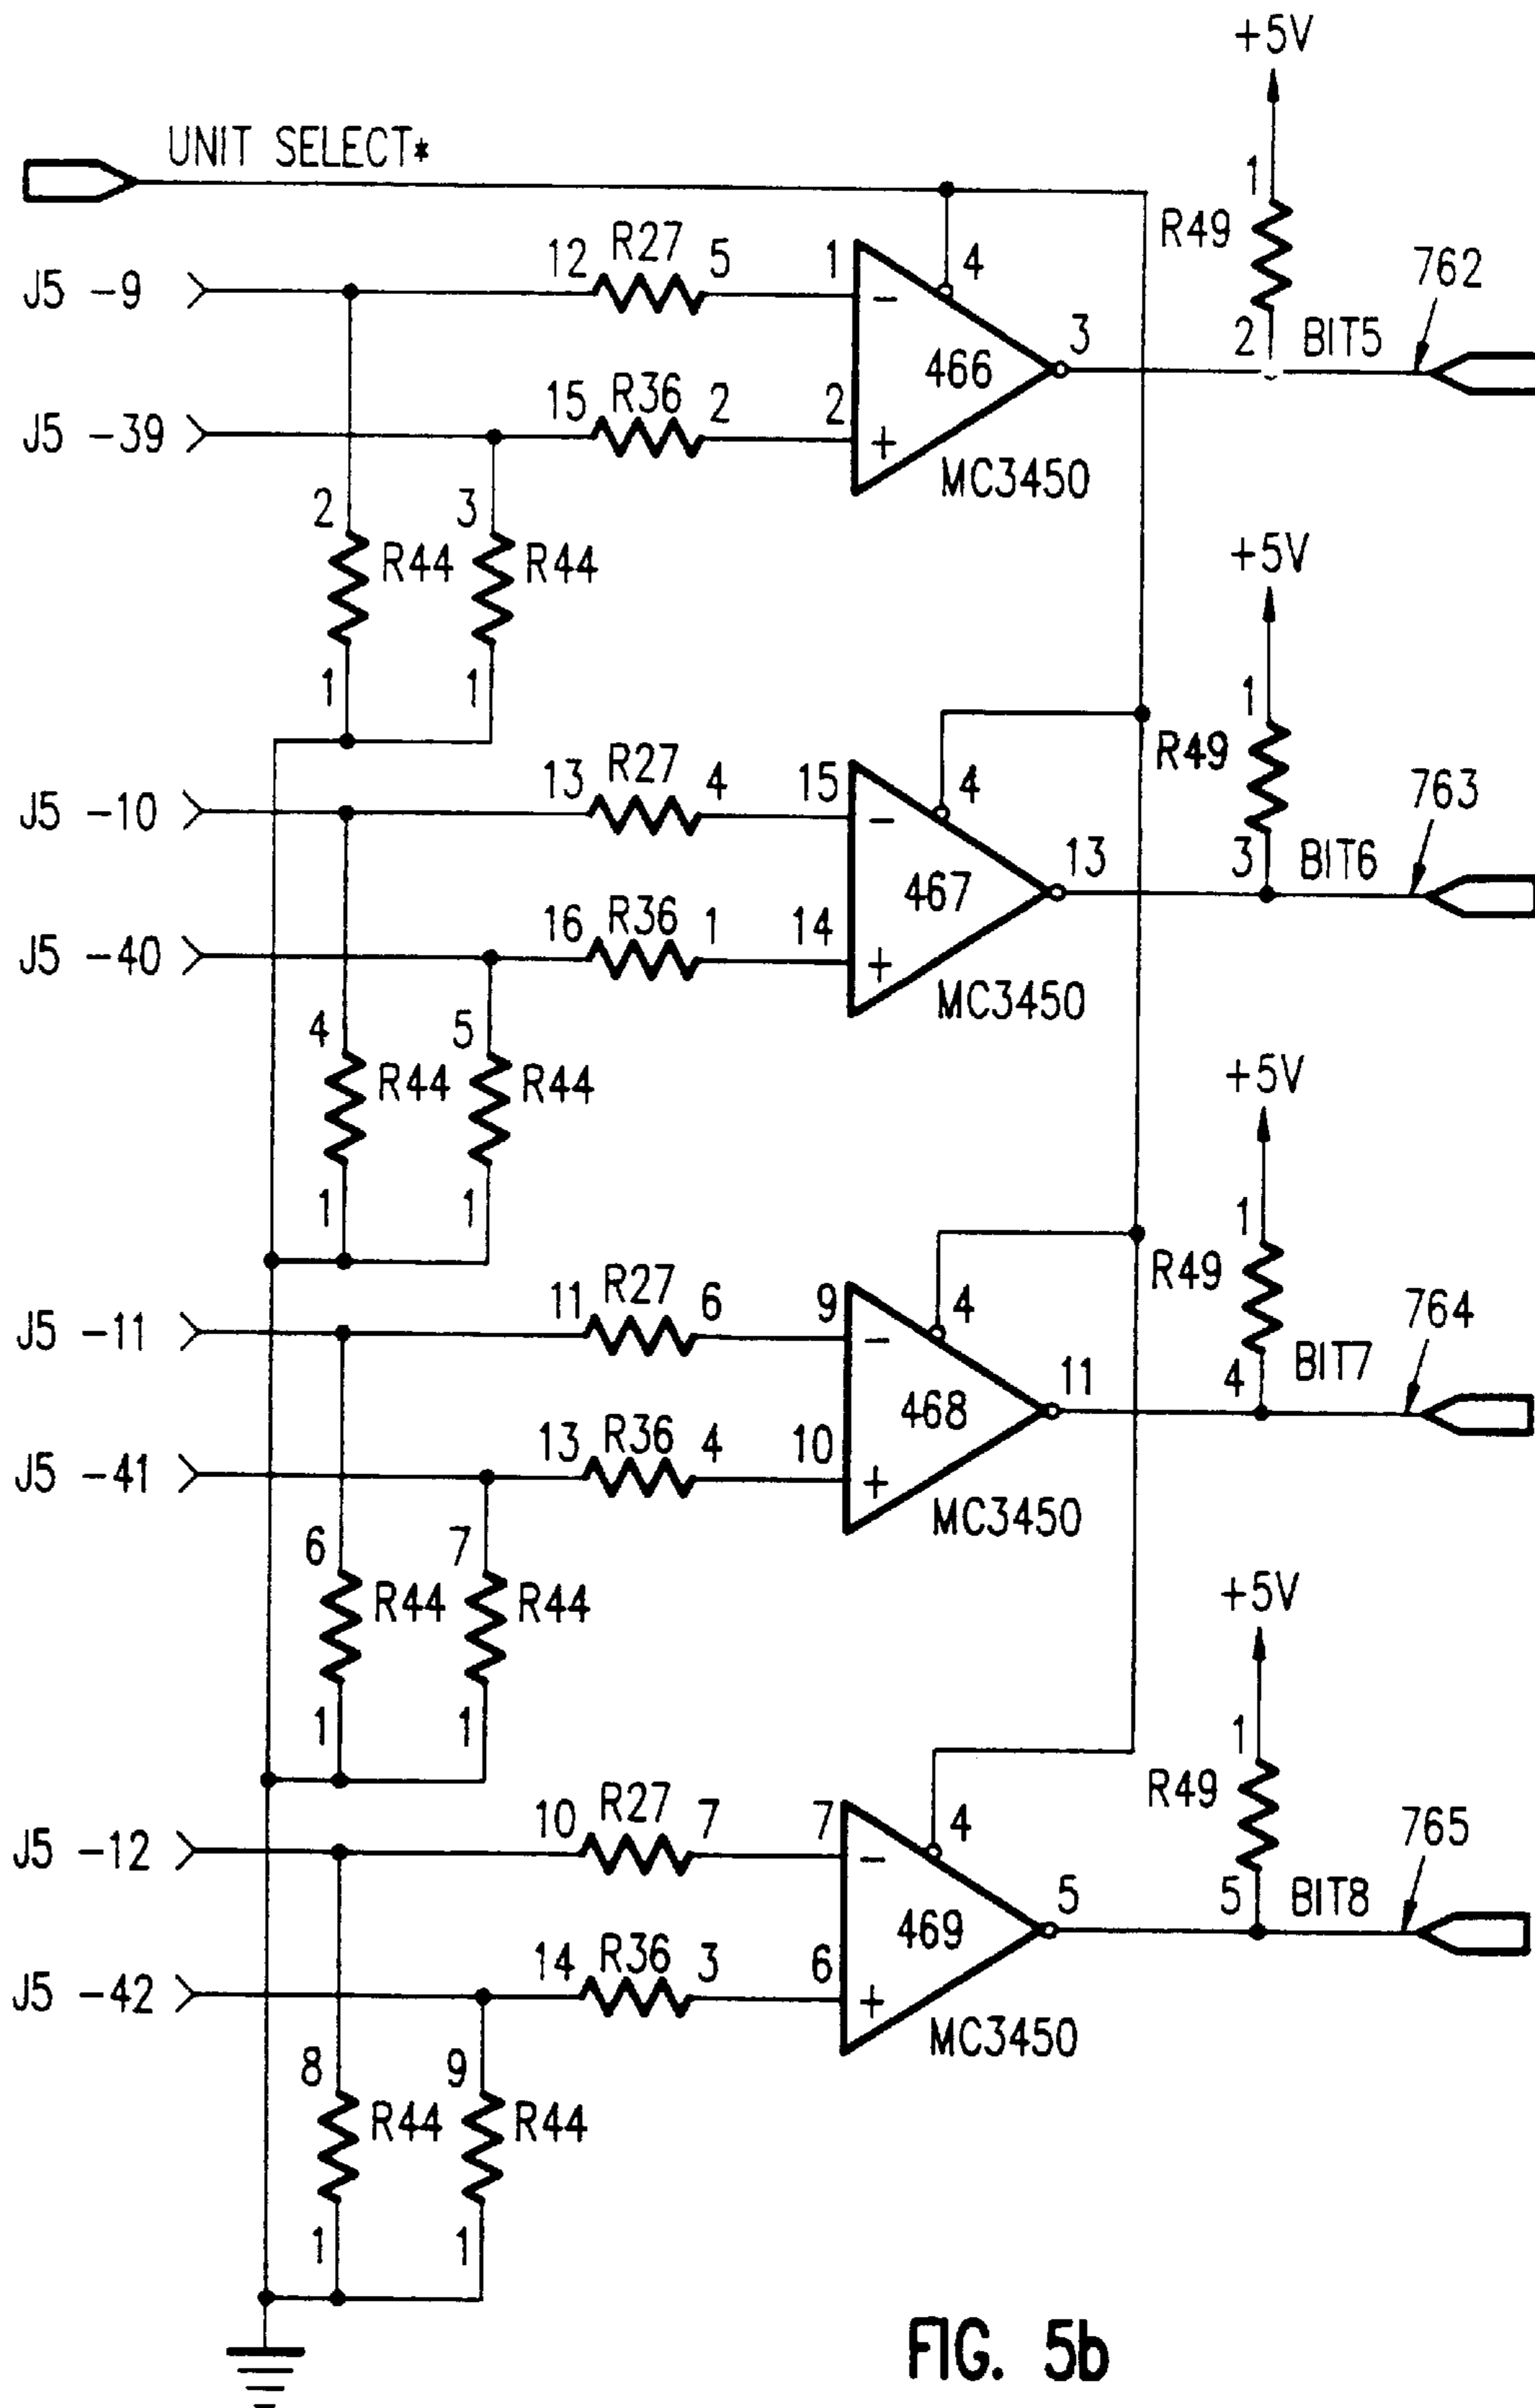 +5V
UNIT SELECT*
1
R49
J5 -9
12 R27 5
1
-
4
466
3
2
BIT5
762
J5 -39
15 R36 2
2
+
MC3450
2
R44
3
R44
1
1
+5V
1
R49
J5 -10
13 R27 4
15
-
4
467
13
3
BIT6
763
J5 -40
16 R36 1
14
+
MC3450
4
R44
5
R44
1
1
+5V
1
R49
J5 -11
11 R27 6
9
-
4
468
11
4
BIT7
764
J5 -41
13 R36 4
10
+
MC3450
6
R44
7
R44
1
1
+5V
1
R49
J5 -12
10 R27 7
7
-
4
469
5
5
BIT8
765
J5 -42
14 R36 3
6
+
MC3450
8
R44
9
R44
1
1
FIG. 5b